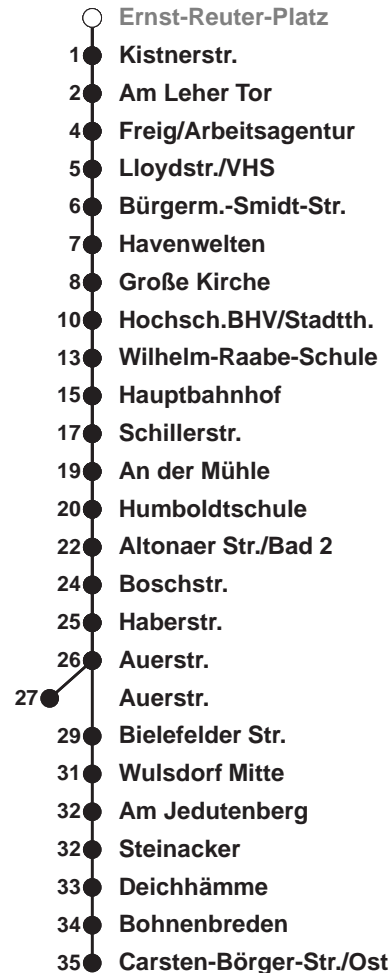 Ernst-Reuter-Platz
1 Kistnerstr.
2 Am Leher Tor
4 Freig/Arbeitsagentur
5 Lloydstr./VHS
6 Bürgerm.-Smidt-Str.
7 Havenwelten
8 Große Kirche
10 Hochsch.BHV/Stadtth.
13 Wilhelm-Raabe-Schule
15 Hauptbahnhof
17 Schillerstr.
19 An der Mühle
20 Humboldtschule
22 Altonaer Str./Bad 2
24 Boschstr.
25 Haberstr.
26 Auerstr.
27 Auerstr.
29 Bielefelder Str.
31 Wulsdorf Mitte
32 Am Jedutenberg
32 Steinacker
33 Deichhämme
34 Bohnenbreden
35 Carsten-Börger-Str./Ost